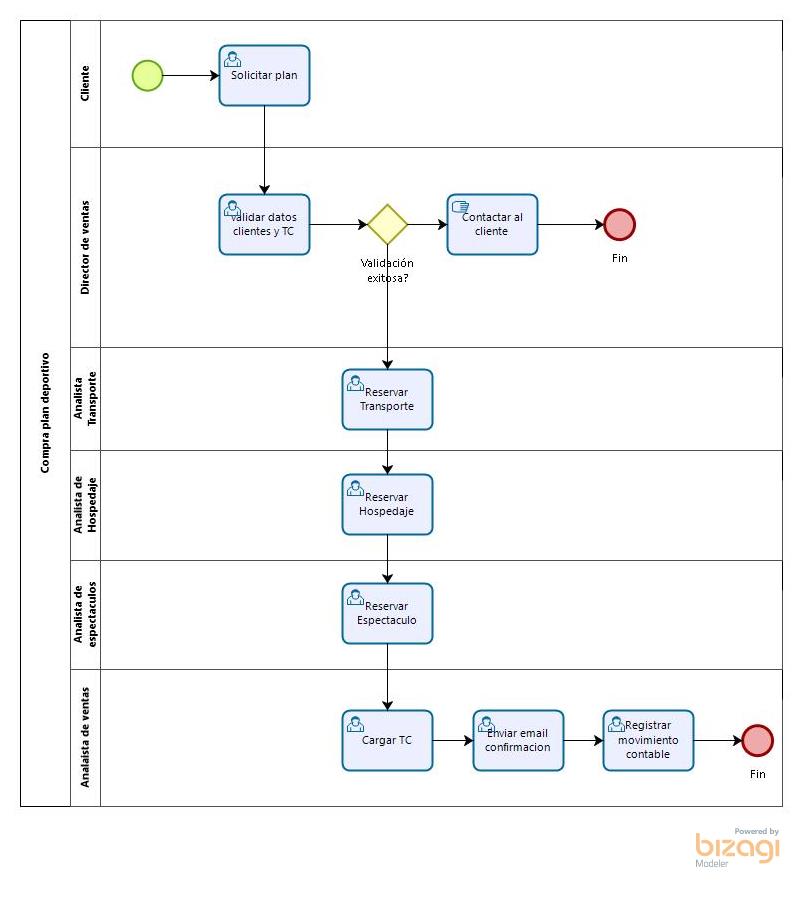 Compra plan deportivo
Cliente
Solicitar plan
Director de ventas
Validar datos
clientes y TC
Validación
exitosa?
Contactar al
cliente
Fin
Analista
Transporte
Reservar
Transporte
Analista de
Hospedaje
Reservar
Hospedaje
Analista de
espectaculos
Reservar
Espectaculo
Analaista de ventas
Cargar TC
Enviar email
confirmacion
Registrar
movimiento
contable
Fin
Powered by
bizagi
Modeler